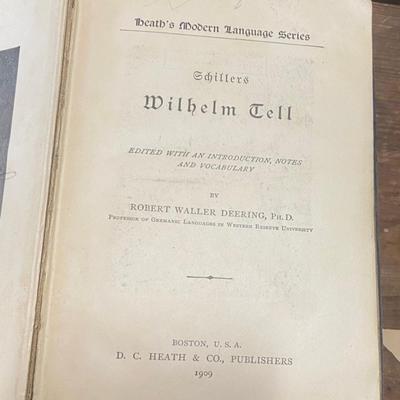 Heath's Modern Language Series
Schillers
Wilhelm Tell
EDITED WITH AN INTRODUCTION, NOTES
AND VOCABULARY
BY
ROBERT WALLER DEERING, PH.D.
PROFESSOR OF GERMANIC LANGUAGES IN WESTERN RESERVE UNIVERSITY
BOSTON, U. S. A.
D. C. HEATH & CO., PUBLISHERS
1909